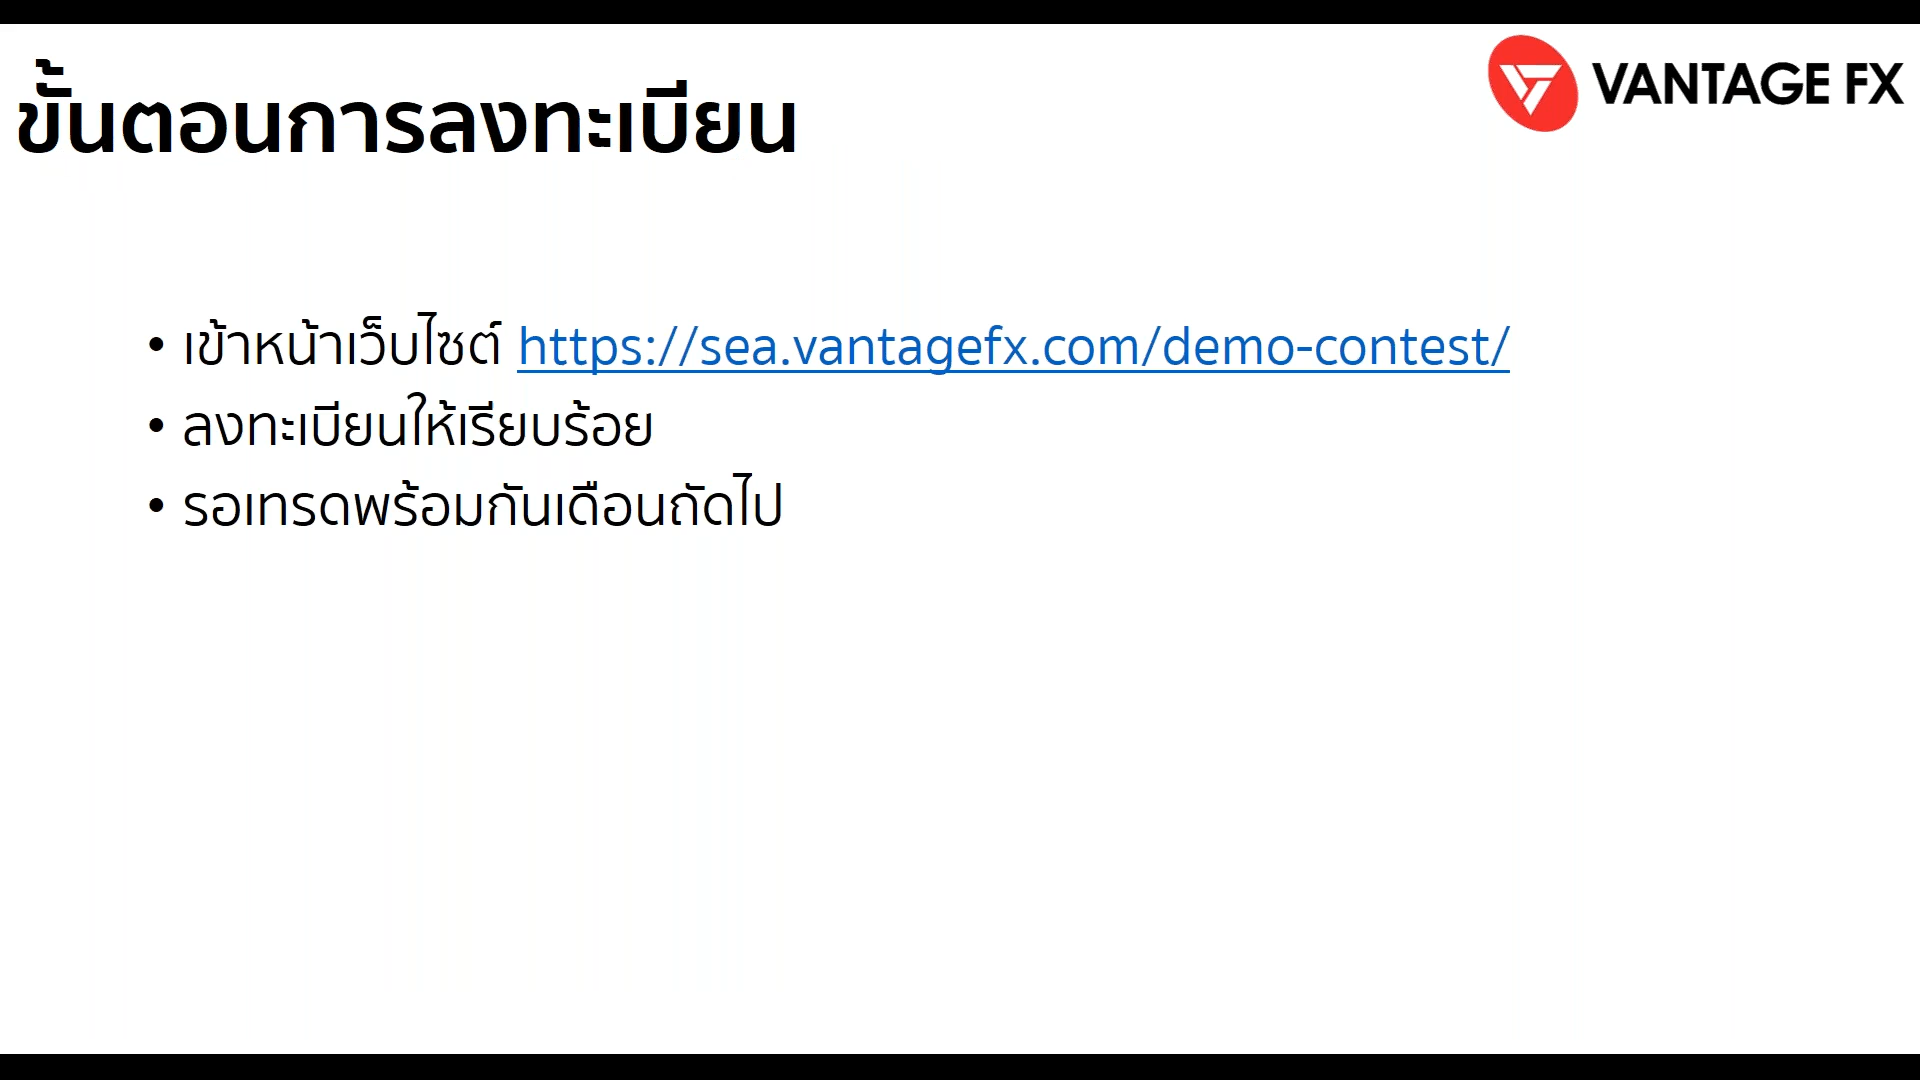 VANTAGE FX
ขั้นตอนการลงทะเบียน
• เข้าหน้าเว็บไซต์ https://sea.vantagefx.com/demo-contest/
• ลงทะเบียนให้เรียบร้อย
• รอเทรดพร้อมกันเดือนถัดไป